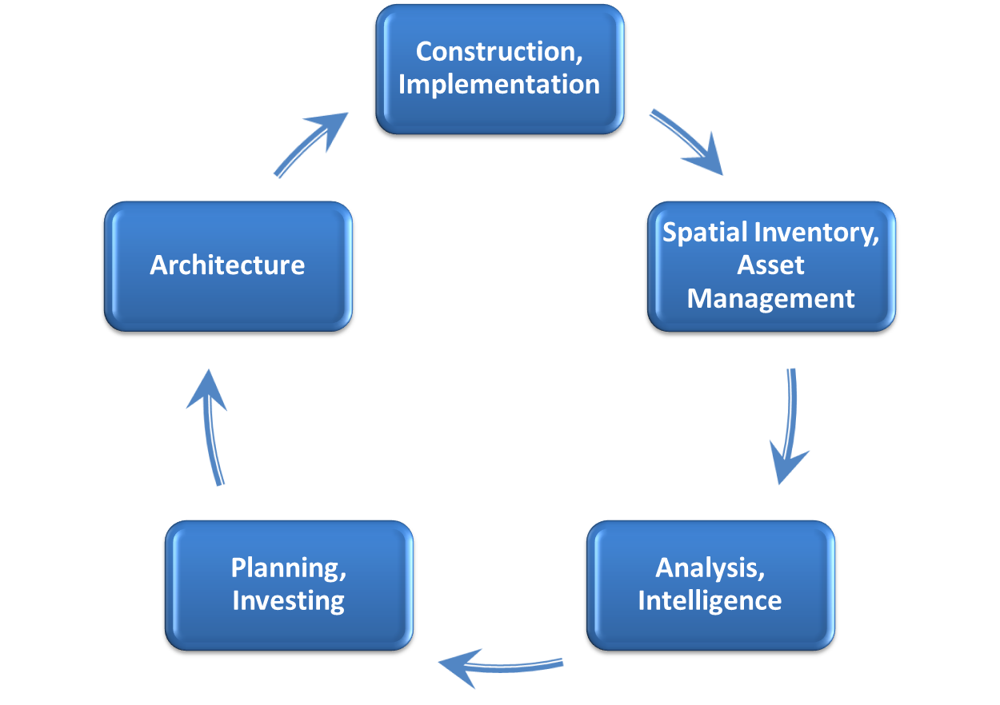 Construction,
Implementation
Spatial Inventory,
Asset
Management
Analysis,
Intelligence
Planning,
Investing
Architecture